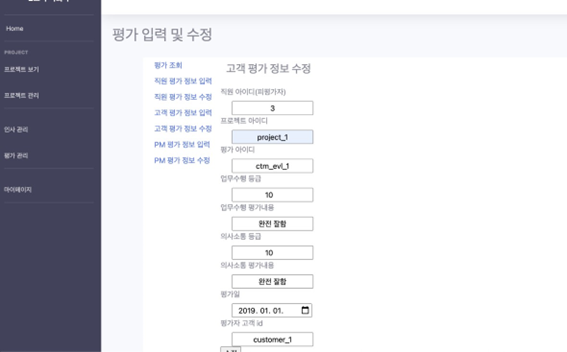 Home
PROJECT
프로젝트 보기
프로젝트 관리
인사 관리
평가 관리
마이페이지
평가 입력 및 수정
평가 조회
직원 평가 정보 입력
직원 평가 정보 수정
고객 평가 정보 입력
고객 평가 정보 수정
PM 평가 정보 입력
PM 평가 정보 수정
고객 평가 정보 수정
직원 아이디(피평가자)
3
프로젝트 아이디
project_1
평가 아이디
ctm_evl_1
업무수행 등급
10
업무수행 평가내용
완전 잘함
의사소통 등급
10
의사소통 평가내용
완전 잘함
평가일
2019. 01. 01.
평가자 고객 id
customer_1